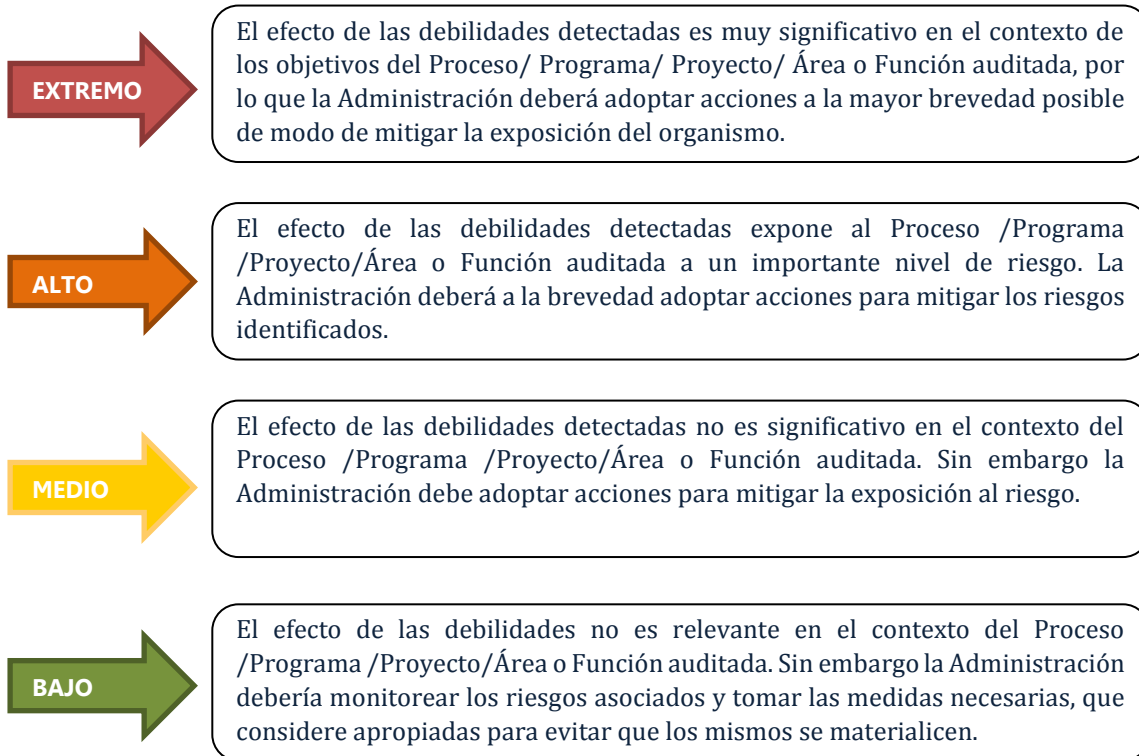 EXTREMO
El efecto de las debilidades detectadas es muy significativo en el contexto de
los objetivos del Proceso/ Programa/ Proyecto/ Área o Función auditada, por
lo que la Administración deberá adoptar acciones a la mayor brevedad posible
de modo de mitigar la exposición del organismo.
ALTO
El efecto de las debilidades detectadas expone al Proceso /Programa
/Proyecto/Área o Función auditada a un importante nivel de riesgo. La
Administración deberá a la brevedad adoptar acciones para mitigar los riesgos
identificados.
MEDIO
El efecto de las debilidades detectadas no es significativo en el contexto del
Proceso /Programa /Proyecto/Área o Función auditada. Sin embargo la
Administración debe adoptar acciones para mitigar la exposición al riesgo.
BAJO
El efecto de las debilidades no es relevante en el contexto del Proceso
/Programa /Proyecto/Área o Función auditada. Sin embargo la Administración
debería monitorear los riesgos asociados y tomar las medidas necesarias, que
considere apropiadas para evitar que los mismos se materialicen.